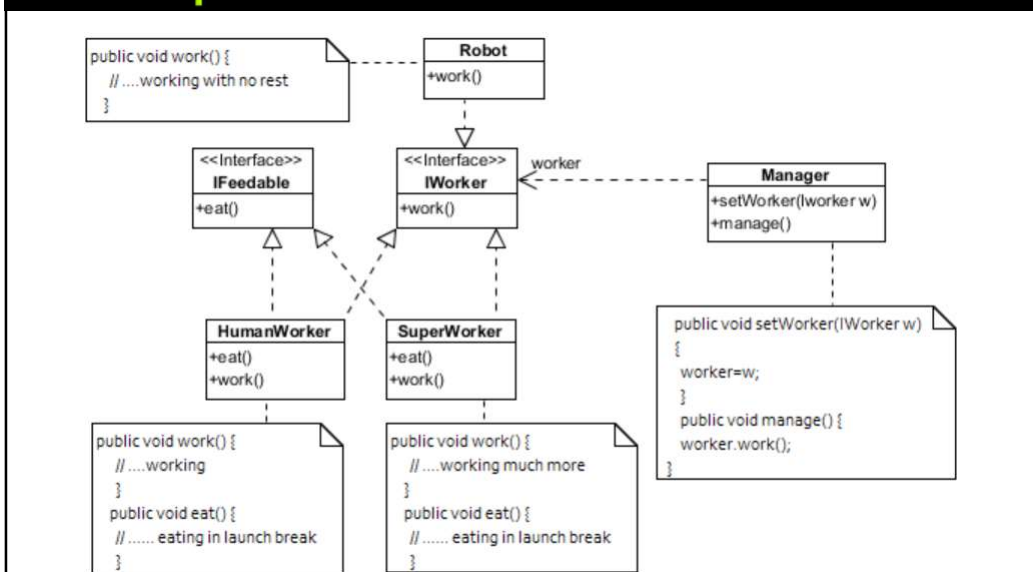 public void work() {
// ....working with no rest
}
Robot
+work()
<<Interface>>
IFeedable
+eat()
<<Interface>>
IWorker
+work()
worker
Manager
+setWorker(Iworker w)
+manage()
HumanWorker
+eat()
+work()
SuperWorker
+eat()
+work()
public void setWorker(IWorker w)
{
worker=w;
}
public void manage() {
worker.work();
}
public void work() {
// ....working
}
public void eat() {
// ...... eating in launch break
}
public void work() {
// ....working much more
}
public void eat() {
// ...... eating in launch break
}